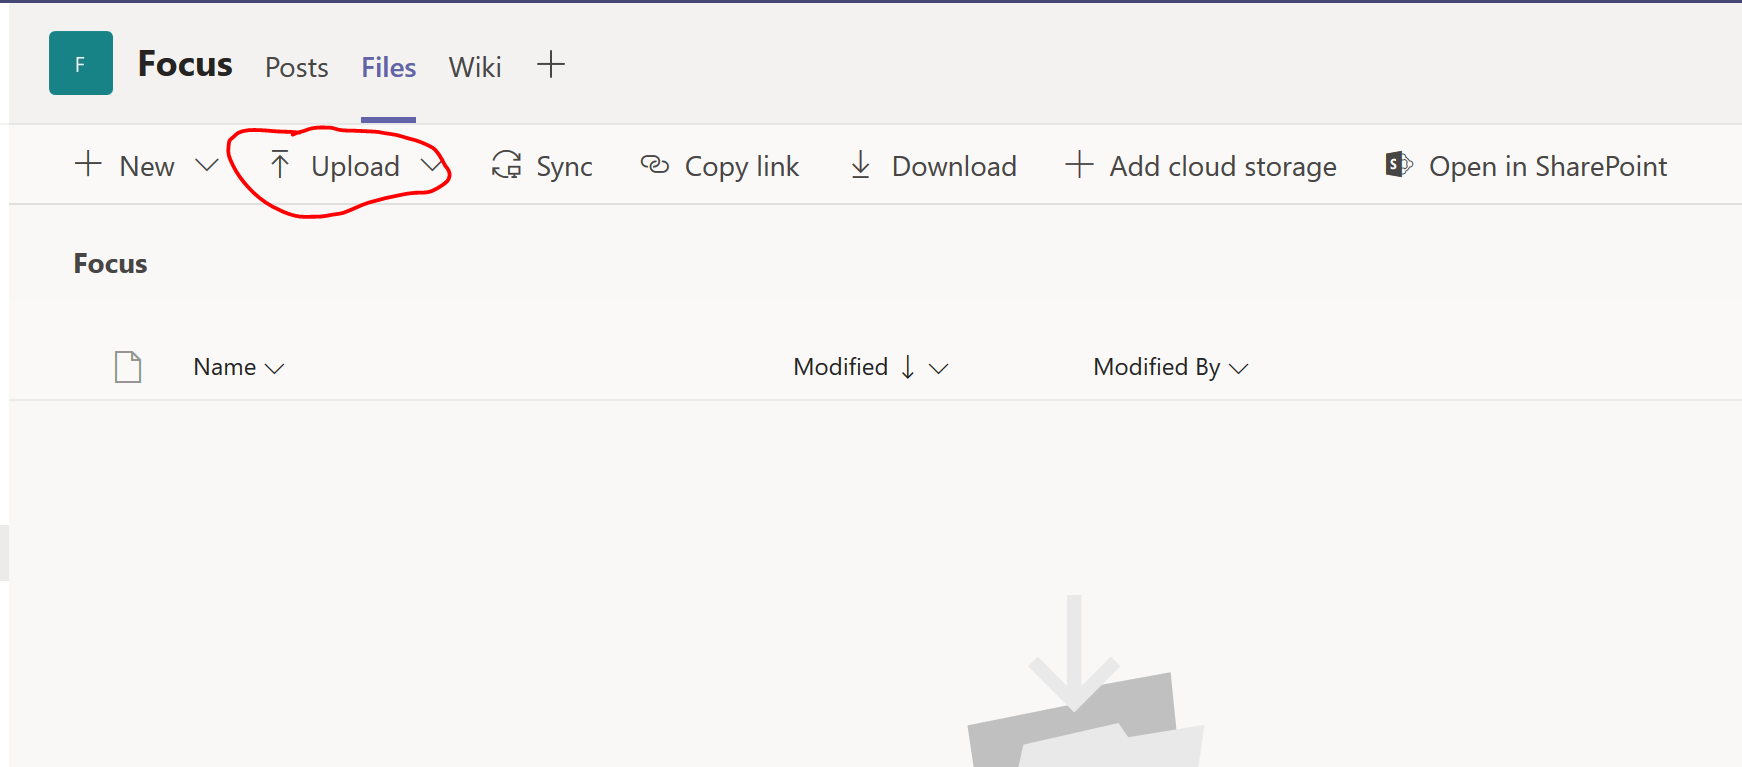 F Focus Posts Files Wiki
New Upload Sync Copy link Download Add cloud storage S Open in SharePoint
Focus
Name Modified Modified By